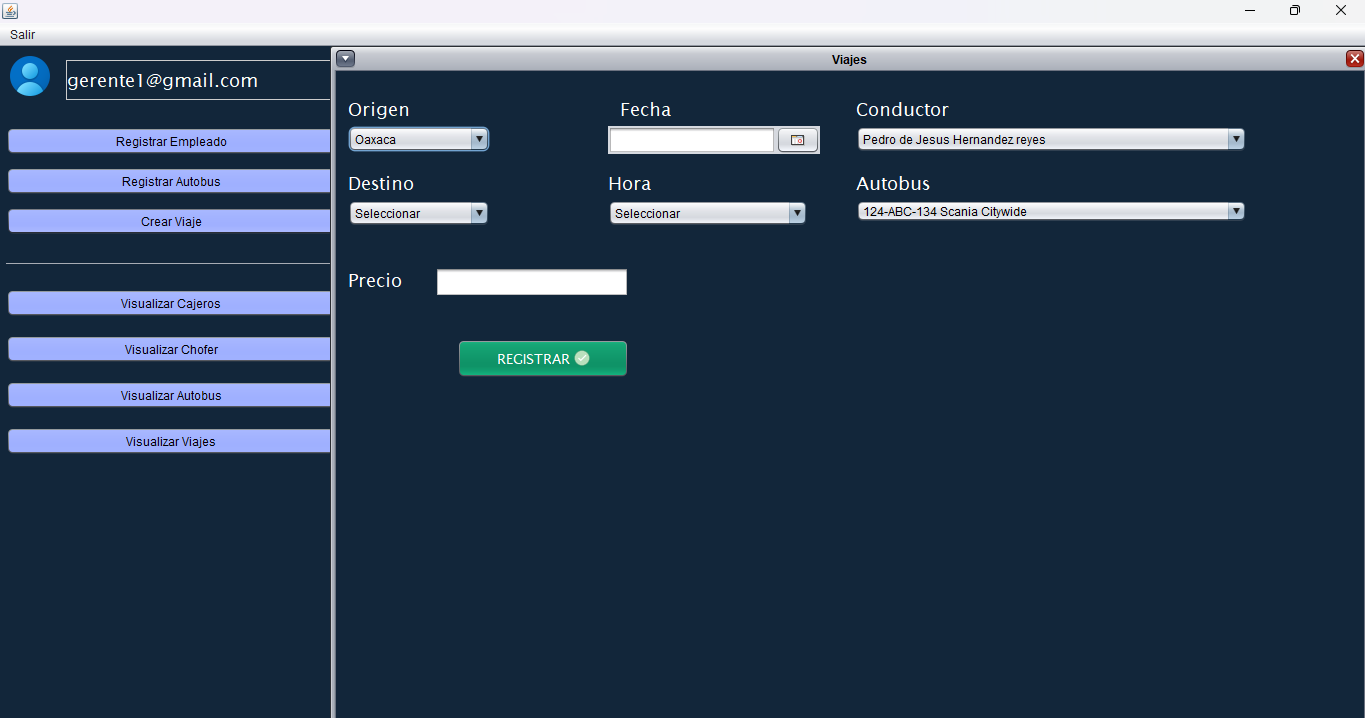 Salir
gerente1@gmail.com
Registrar Empleado
Registrar Autobus
Crear Viaje
Visualizar Cajeros
Visualizar Chofer
Visualizar Autobus
Visualizar Viajes
Viajes
Origen Fecha Conductor
Oaxaca Pedro de Jesus Hernandez reyes
Destino Hora Autobus
Seleccionar Seleccionar 124-ABC-134 Scania Citywide
Precio
REGISTRAR